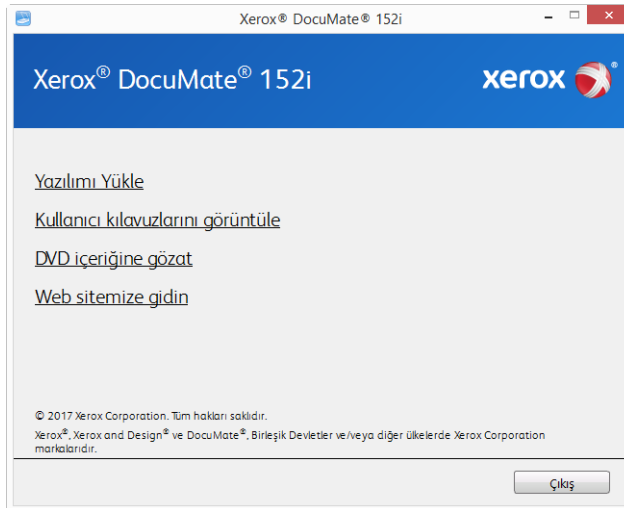 Xerox® DocuMate® 152i
Xerox® DocuMate® 152i
xerox®
Yazılımı Yükle
Kullanıcı kılavuzlarını görüntüle
DVD içeriğine gözat
Web sitemize gidin
© 2017 Xerox Corporation. Tüm hakları saklıdır.
Xerox®, Xerox and Design® ve DocuMate®, Birleşik Devletler ve/veya diğer ülkelerde Xerox Corporation
markalarıdır.
Çıkış